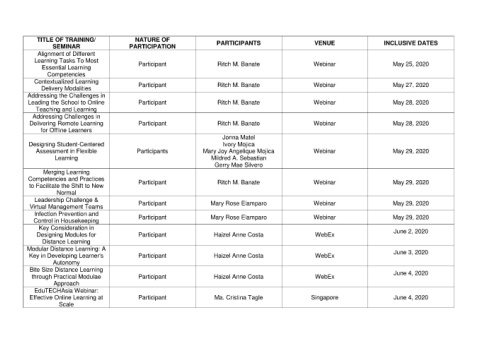 TITLE OF TRAINING/
SEMINAR
NATURE OF
PARTICIPATION
PARTICIPANTS
VENUE
INCLUSIVE DATES
Alignment of Different
Learning Tasks To Most
Essential Learning
Competencies
Participant
Ritch M. Banate
Webinar
May 25, 2020
Contextualized Learning
Delivery Modalities
Participant
Ritch M. Banate
Webinar
May 27, 2020
Addressing the Challenges in
Leading the School to Online
Teaching and Learning
Participant
Ritch M. Banate
Webinar
May 28, 2020
Addressing Challenges in
Delivering Remote Learning
for Offline Learners
Participant
Ritch M. Banate
Webinar
May 28, 2020
Designing Student-Centered
Assessment in Flexible
Learning
Participants
Jonna Matel
Ivory Mojica
Mary Joy Angelique Mojica
Mildred A. Sebastian
Gerry Mae Silvero
Webinar
May 29, 2020
Merging Learning
Competencies and Practices
to Facilitate the Shift to New
Normal
Participant
Ritch M. Banate
Webinar
May 29, 2020
Leadership Challenge &
Virtual Management Teams
Participant
Mary Rose Elamparo
Webinar
May 29, 2020
Infection Prevention and
Control in Housekeeping
Participant
Mary Rose Elamparo
Webinar
May 29, 2020
Key Consideration in
Designing Modules for
Distance Learning
Participant
Haizel Anne Costa
WebEx
June 2, 2020
Modular Distance Learning: A
Key in Developing Learner's
Autonomy
Participant
Haizel Anne Costa
WebEx
June 3, 2020
Bite Size Distance Learning
through Practical Modulae
Approach
Participant
Haizel Anne Costa
WebEx
June 4, 2020
EduTECHAsia Webinar:
Effective Online Learning at
Scale
Participant
Ma. Cristina Tagle
Singapore
June 4, 2020